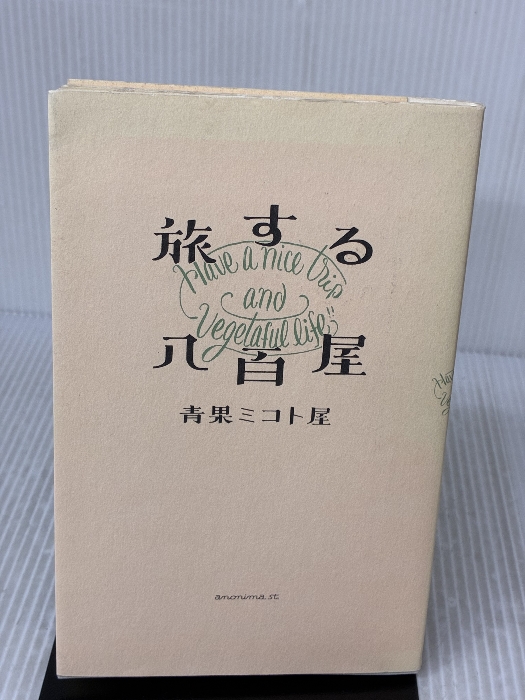 旅する
Have a nice trip
and
Vegetaful life!!
八百屋
青果ミコト屋
anonima st.